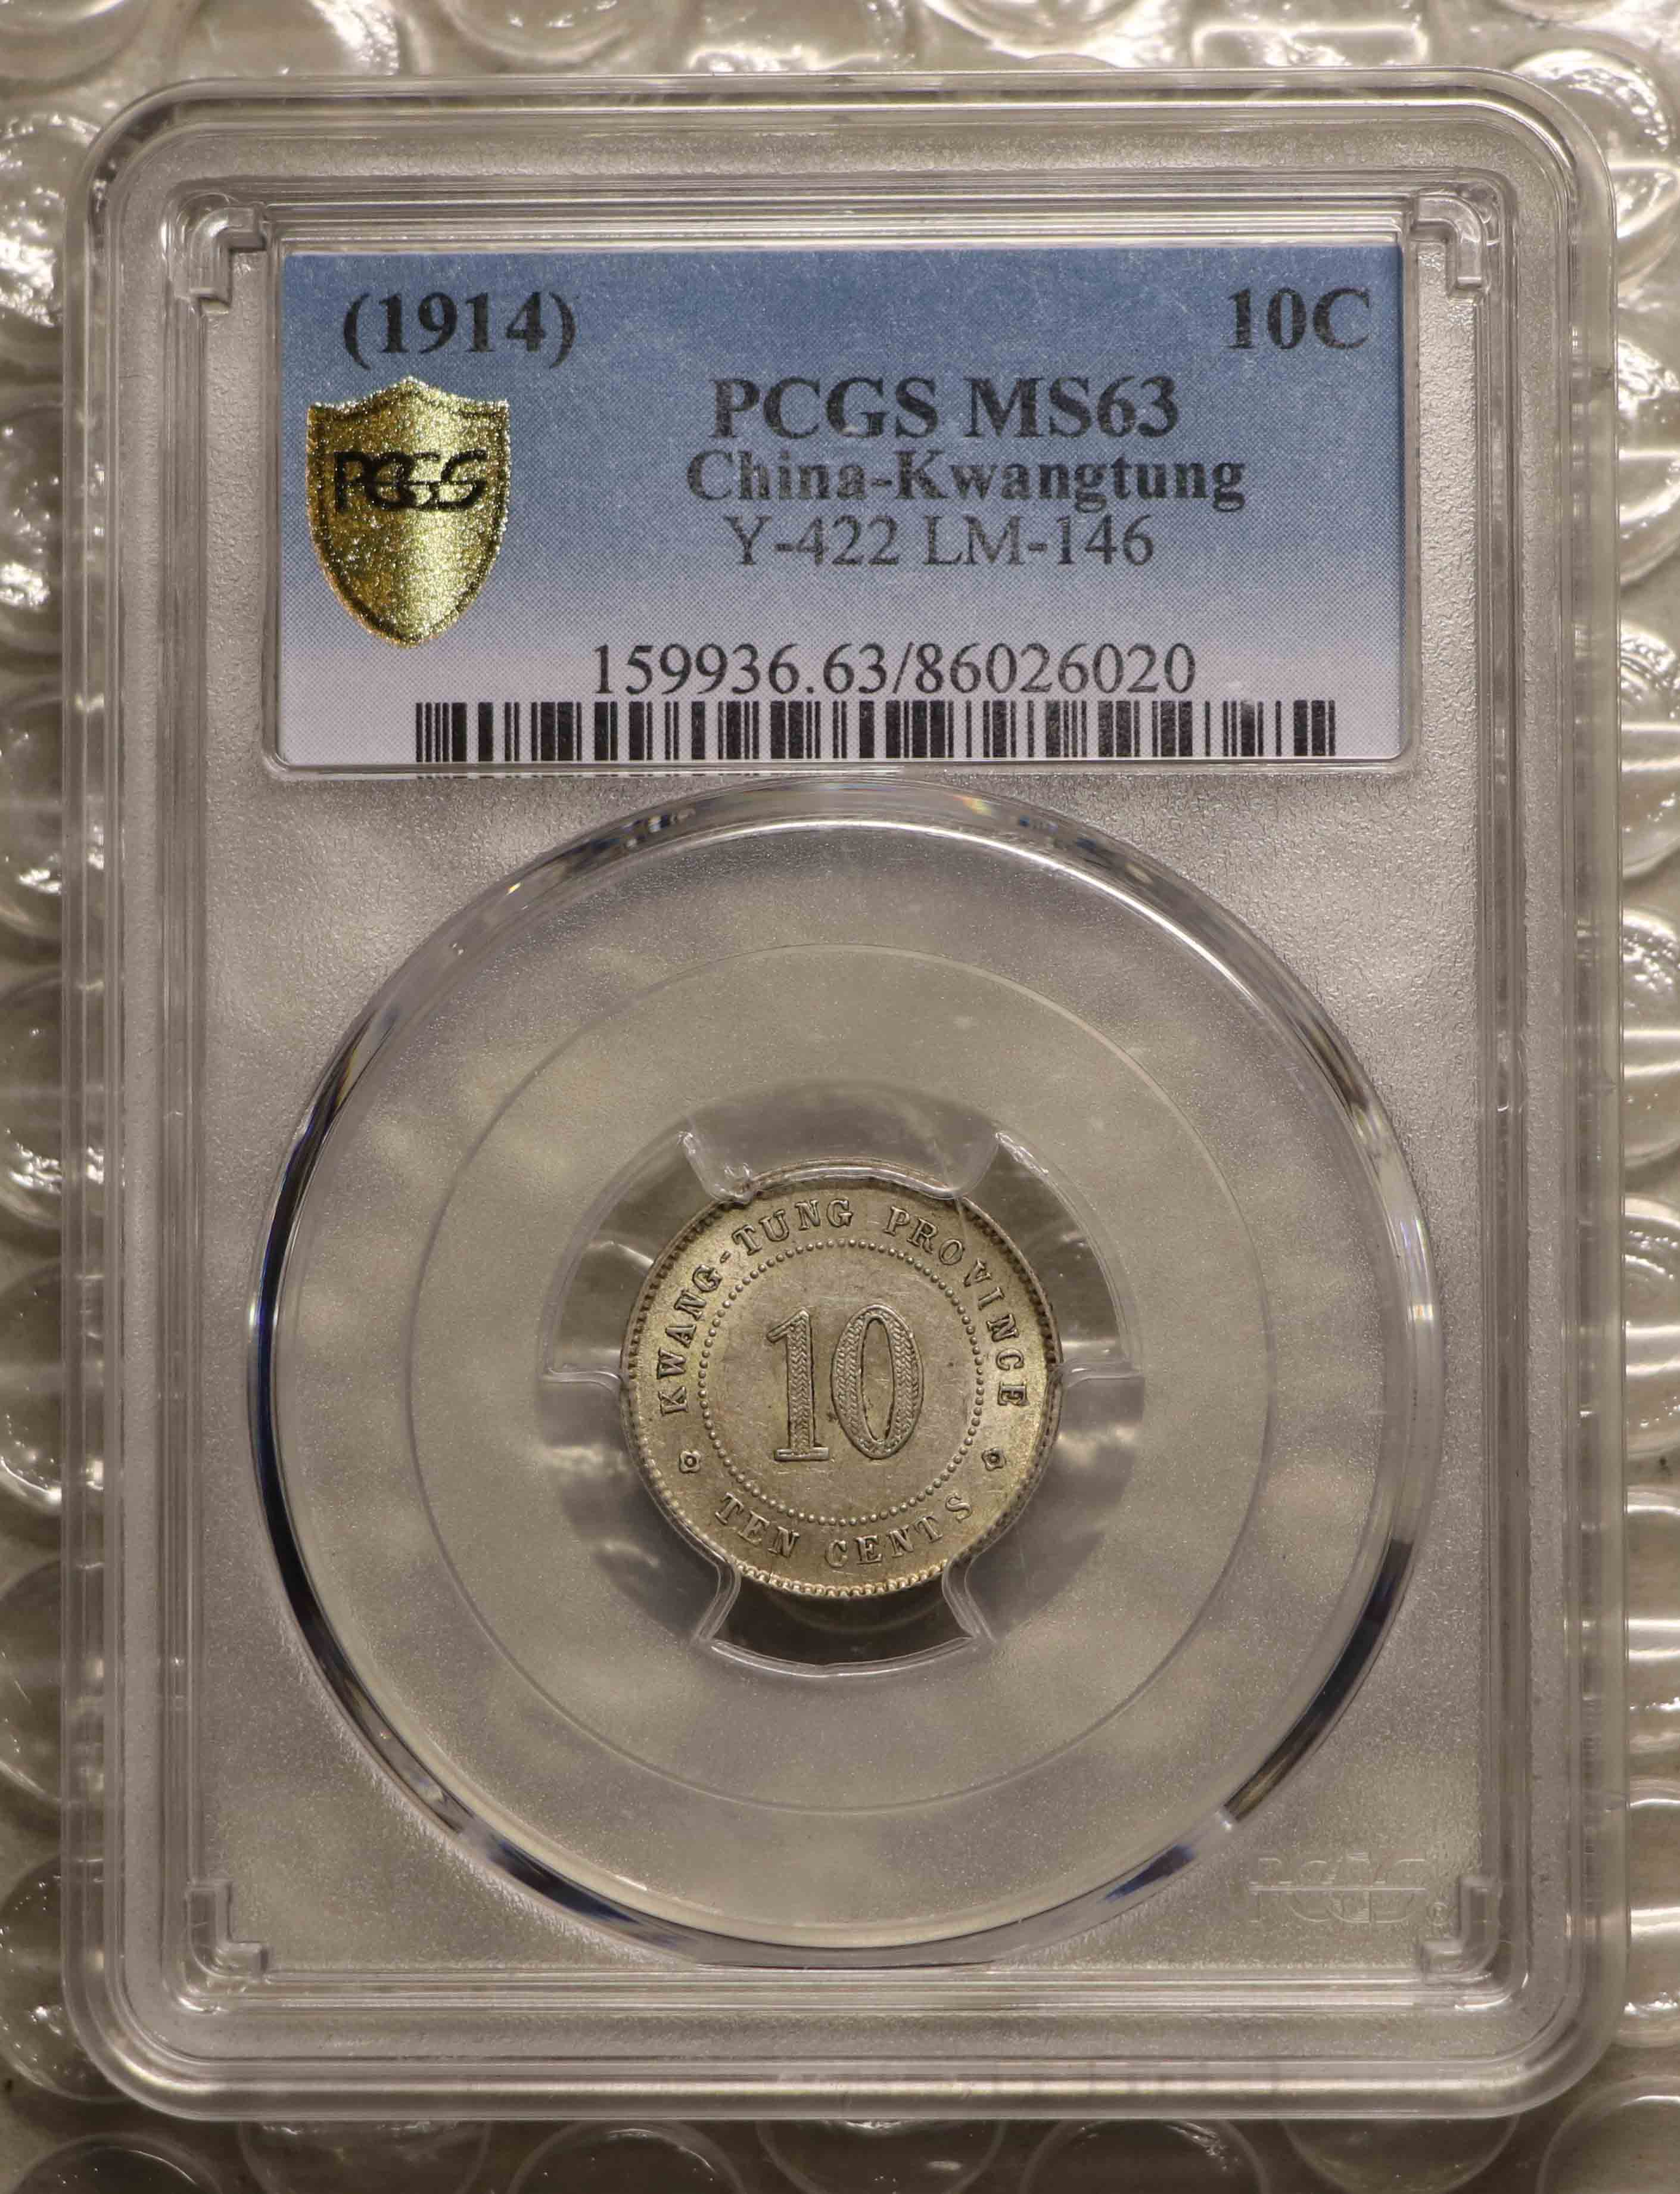 (1914) 10C
PCGS MS63
PCGS
China-Kwangtung
Y-422 LM-146
159936.63/86026020
KWANG-TUNG PROVINCE
10
TEN CENTS
PCGS